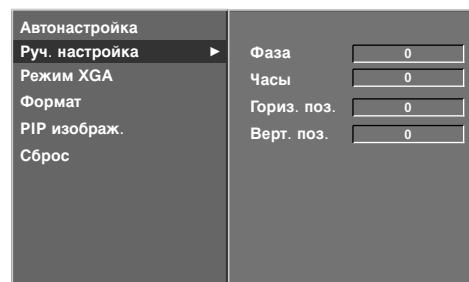 Автонастройка
Руч. настройка ►
Режим XGA
Формат
PIP изображ.
Сброс
Фаза 0
Часы 0
Гориз. поз. 0
Верт. поз. 0